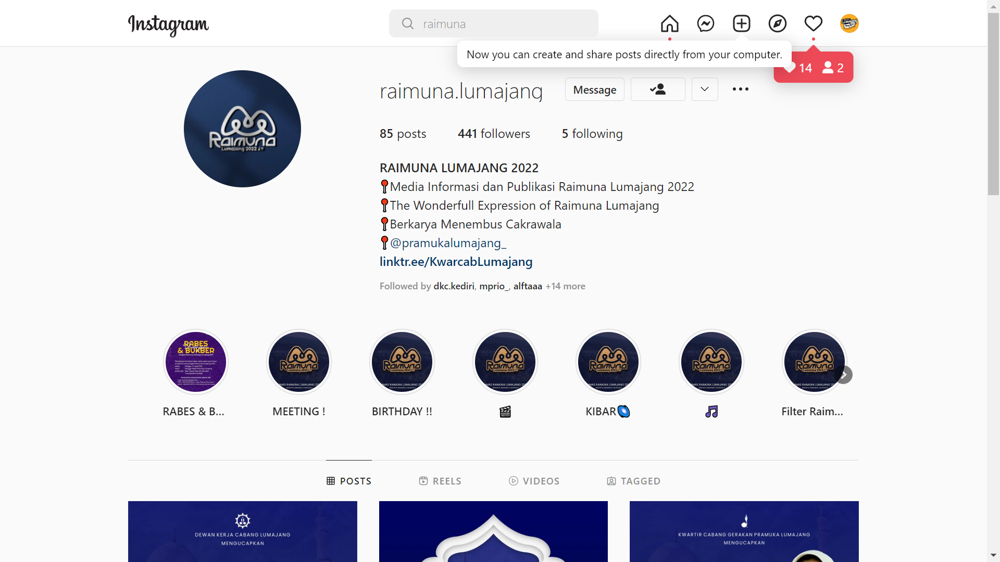 Instagram
raimuna
Now you can create and share posts directly from your computer.
14 2
raimuna.lumajang
Message
85 posts 441 followers 5 following
Raimuna
Lumajang 2022
RAIMUNA LUMAJANG 2022
📍Media Informasi dan Publikasi Raimuna Lumajang 2022
📍The Wonderfull Expression of Raimuna Lumajang
📍Berkarya Menembus Cakrawala
📍@pramukalumajang_
linktr.ee/KwarcabLumajang
Followed by dkc.kediri, mprio_, alftaaa +14 more
RABES
& BUKBER
RABES & B... MEETING ! BIRTHDAY !! 🎬 KIBAR🌀 🎵 Filter Raim...
POSTS REELS VIDEOS TAGGED
DEWAN KERJA CABANG LUMAJANG
MENGUCAPKAN
KWARTIR CABANG GERAKAN PRAMUKA LUMAJANG
MENGUCAPKAN